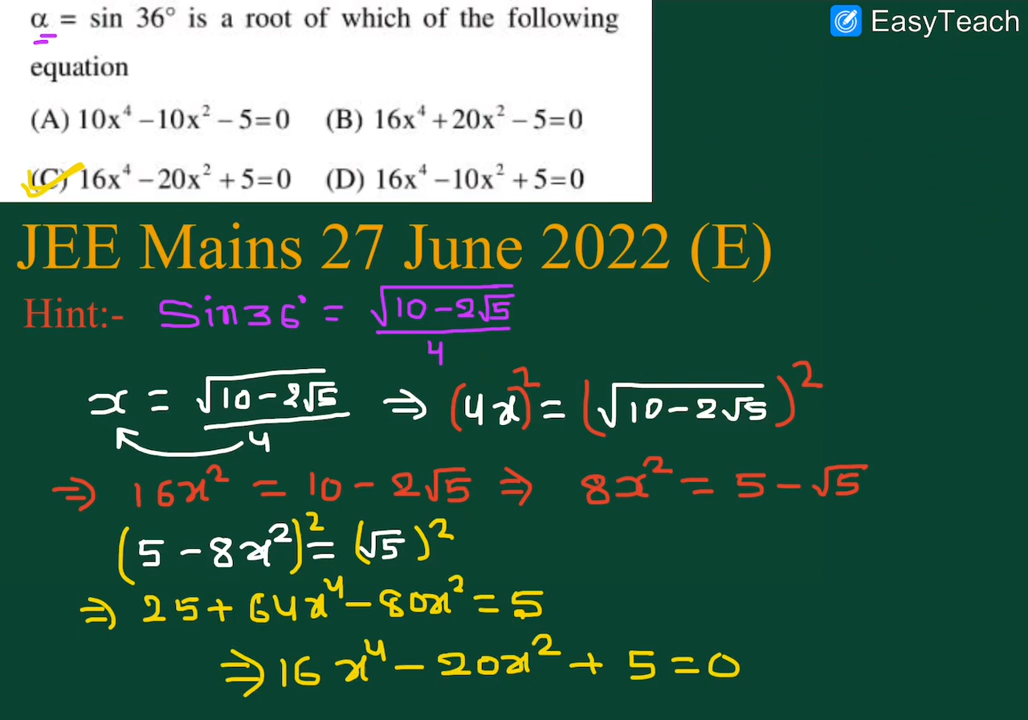 α = sin 36° is a root of which of the following
EasyTeach
equation
(A) 10x⁴ – 10x² – 5=0 (B) 16x⁴ + 20x² – 5=0
(C) 16x⁴ – 20x² + 5=0 (D) 16x⁴ – 10x² + 5=0
JEE Mains 27 June 2022 (E)
Hint:- Sin36° = √(10-2√5)/4
x = √(10-2√5)/4 ⇒ (4x)² = (√(10-2√5))²
⇒ 16x² = 10-2√5 ⇒ 8x² = 5-√5
(5-8x²)² = (√5)²
⇒ 25+64x⁴-80x² = 5
⇒ 16x⁴-20x²+5=0